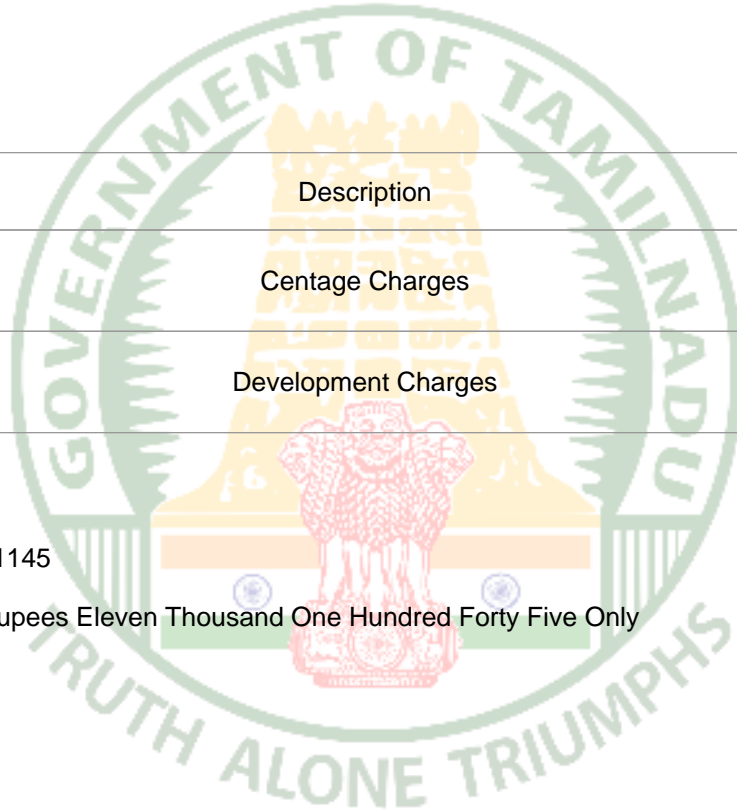 GOVERNMENT OF TAMILNADU
Description
Centage Charges
Development Charges
1145
upees Eleven Thousand One Hundred Forty Five Only
TRUTH ALONE TRIUMPHS